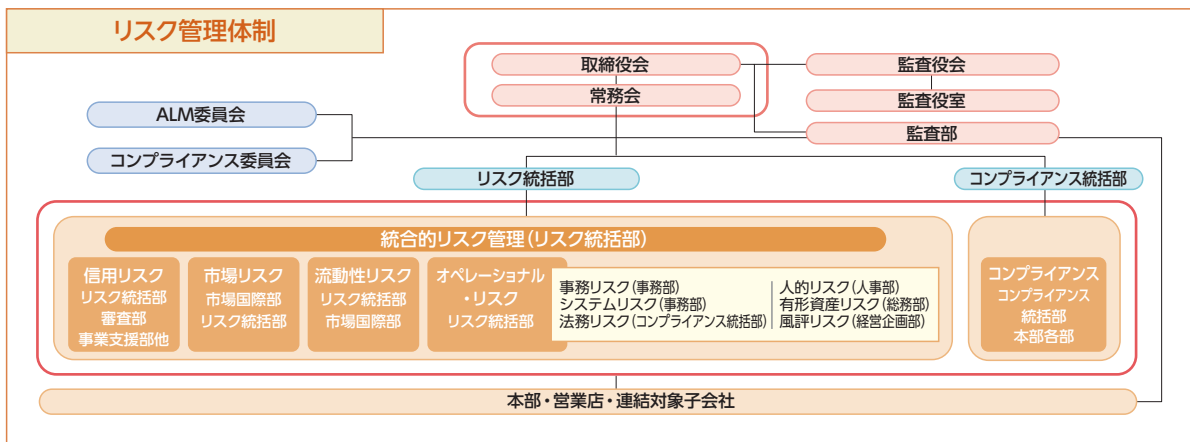 リスク管理体制
取締役会
常務会
監査役会
監査役室
監査部
ALM委員会
コンプライアンス委員会
リスク統括部
コンプライアンス統括部
統合的リスク管理(リスク統括部)
信用リスク
リスク統括部
審査部
事業支援部他
市場リスク
市場国際部
リスク統括部
流動性リスク
リスク統括部
市場国際部
オペレーショナル
・リスク
リスク統括部
事務リスク(事務部)
システムリスク(事務部)
法務リスク(コンプライアンス統括部)
人的リスク(人事部)
有形資産リスク(総務部)
風評リスク(経営企画部)
コンプライアンス
コンプライアンス
統括部
本部各部
本部・営業店・連結対象子会社